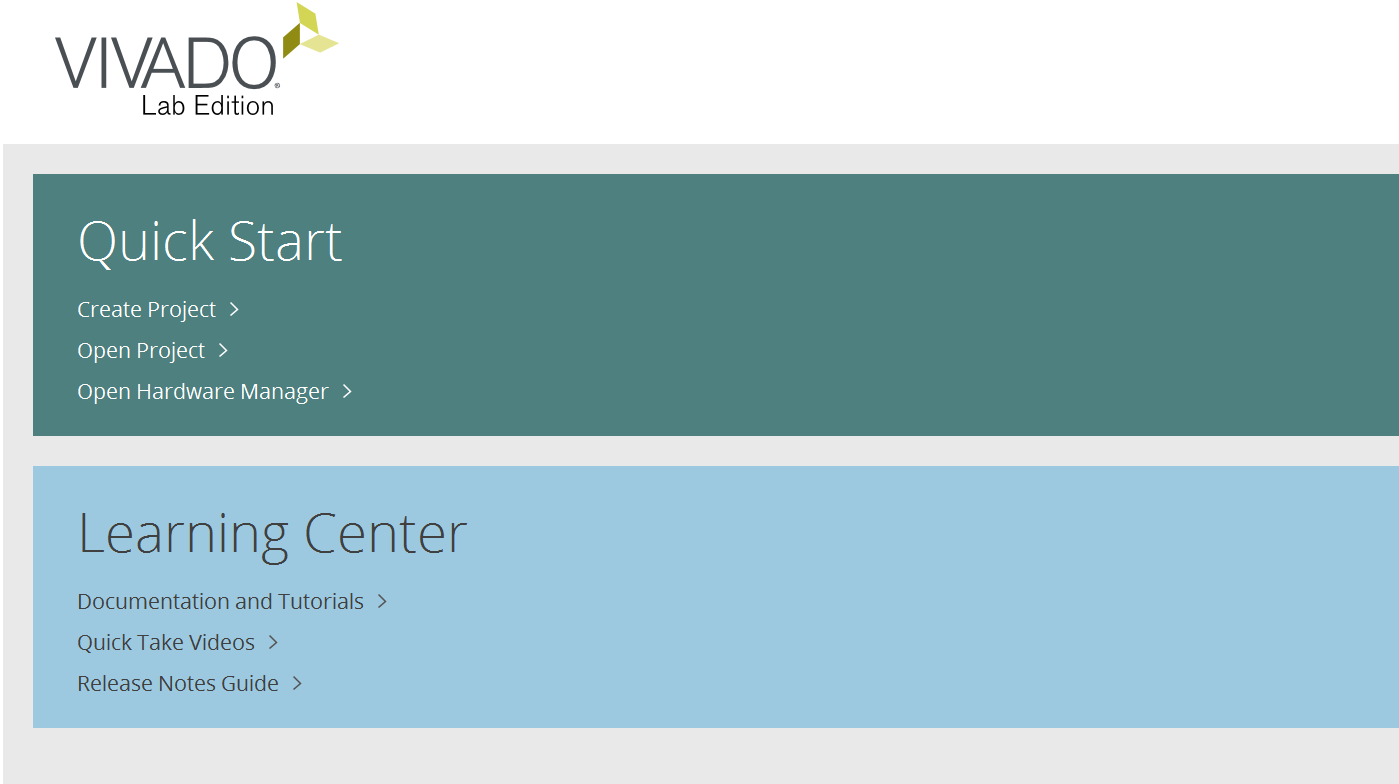 VIVADO®
Lab Edition
Quick Start
Create Project >
Open Project >
Open Hardware Manager >
Learning Center
Documentation and Tutorials >
Quick Take Videos >
Release Notes Guide >